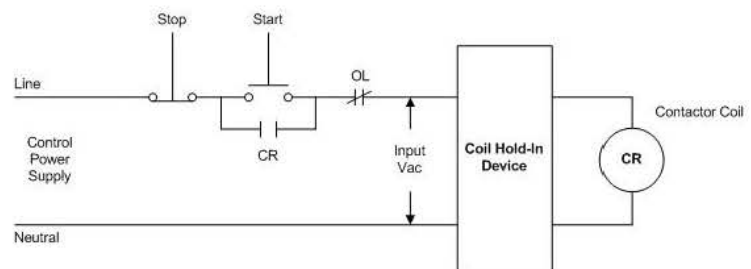 Stop
Start
Line
OL
CR
Control
Power
Supply
Input
Vac
Coil Hold-In
Device
Contactor Coil
CR
Neutral